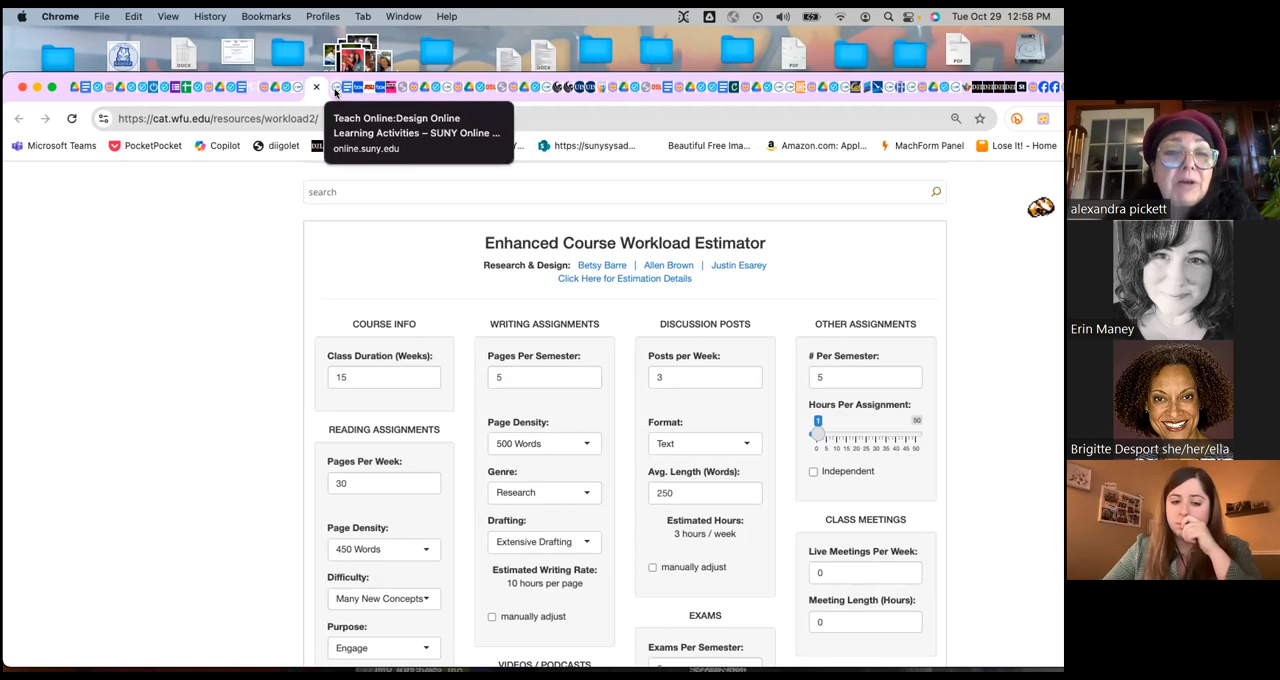 Chrome File Edit View History Bookmarks Profiles Tab Window Help Tue Oct 29 12:58 PM
DOCX
DOCX
PDF
PDF
https://cat.wfu.edu/resources/workload2/
Teach Online:Design Online
Learning Activities – SUNY Online ...
online.suny.edu
Microsoft Teams PocketPocket Copilot diigolet https://sunysysad... Beautiful Free Ima... Amazon.com: Appl... MachForm Panel Lose It! - Home
search
Enhanced Course Workload Estimator
Research & Design: Betsy Barre | Allen Brown | Justin Esarey
Click Here for Estimation Details
COURSE INFO
Class Duration (Weeks):
15
READING ASSIGNMENTS
Pages Per Week:
30
Page Density:
450 Words
Difficulty:
Many New Concepts
Purpose:
Engage
WRITING ASSIGNMENTS
Pages Per Semester:
5
Page Density:
500 Words
Genre:
Research
Drafting:
Extensive Drafting
Estimated Writing Rate:
10 hours per page
manually adjust
VIDEOS / PODCASTS
DISCUSSION POSTS
Posts per Week:
3
Format:
Text
Avg. Length (Words):
250
Estimated Hours:
3 hours / week
manually adjust
EXAMS
Exams Per Semester:
OTHER ASSIGNMENTS
# Per Semester:
5
Hours Per Assignment:
1 50
0 5 10 15 20 25 30 35 40 45 50
Independent
CLASS MEETINGS
Live Meetings Per Week:
0
Meeting Length (Hours):
0
alexandra pickett
Erin Maney
Brigitte Desport she/her/ella